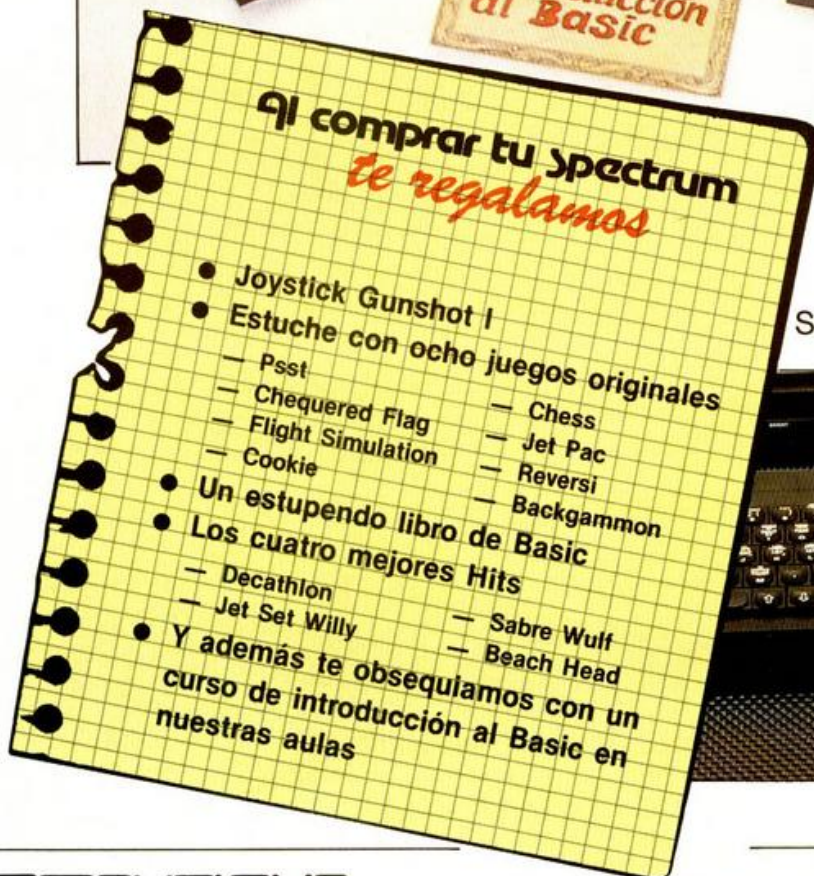 al Basic
Al comprar tu spectrum
te regalamos
● Joystick Gunshot I
● Estuche con ocho juegos originales
— Psst
— Chequered Flag
— Flight Simulation
— Cookie
— Chess
— Jet Pac
— Reversi
— Backgammon
● Un estupendo libro de Basic
● Los cuatro mejores Hits
— Decathlon
— Jet Set Willy
— Sabre Wulf
— Beach Head
● Y además te obsequiamos con un
curso de introducción al Basic en
nuestras aulas